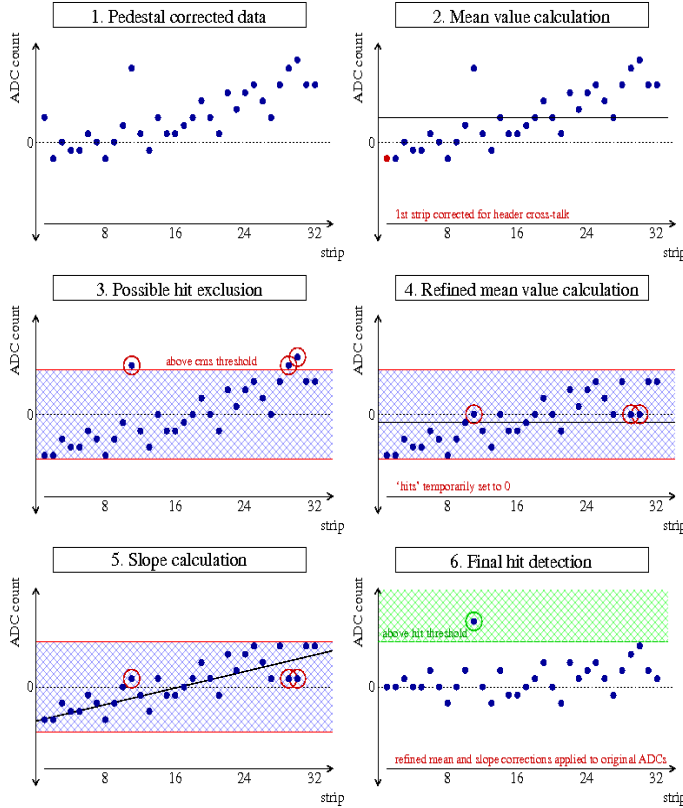 1. Pedestal corrected data
ADC count
0
8
16
24
32
strip
2. Mean value calculation
ADC count
0
1st strip corrected for header cross-talk
8
16
24
32
strip
3. Possible hit exclusion
ADC count
above cms threshold
0
8
16
24
32
strip
4. Refined mean value calculation
ADC count
0
'hits' temporarily set to 0
8
16
24
32
strip
5. Slope calculation
ADC count
0
8
16
24
32
strip
6. Final hit detection
ADC count
above hit threshold
0
refined mean and slope corrections applied to original ADCs
8
16
24
32
strip